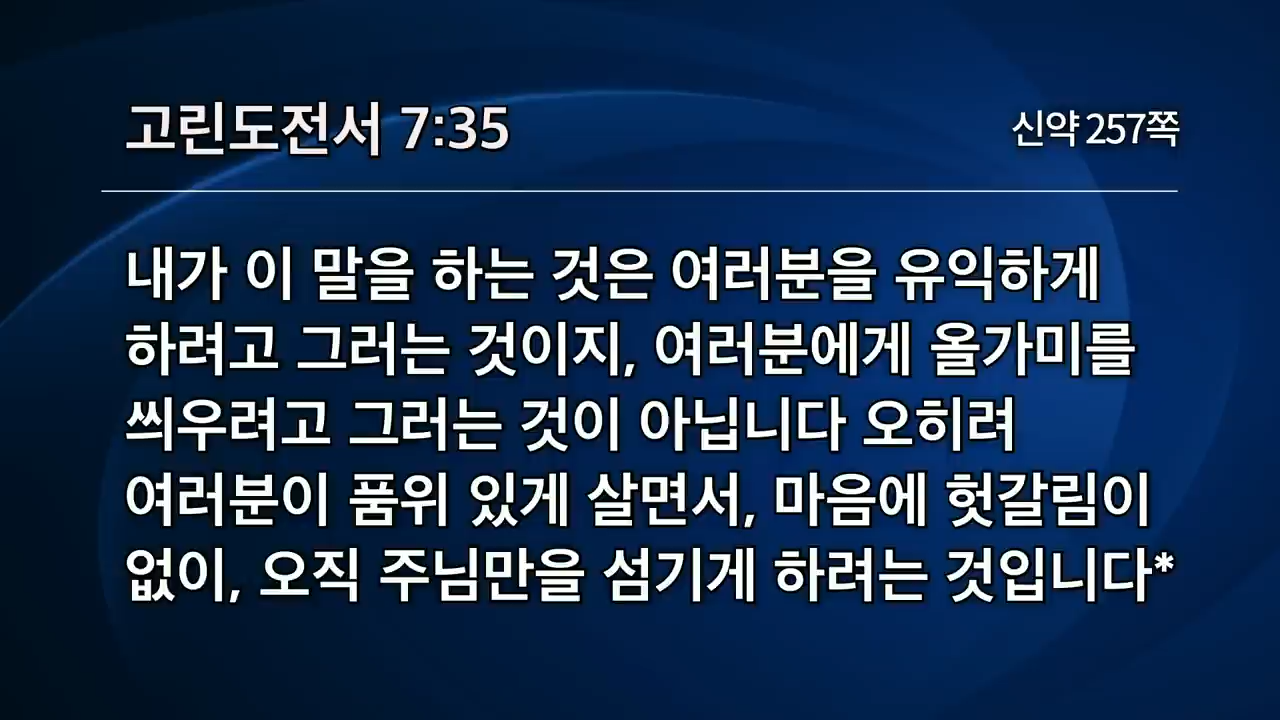 고린도전서 7:35
신약 257쪽
내가 이 말을 하는 것은 여러분을 유익하게
하려고 그러는 것이지, 여러분에게 올가미를
씌우려고 그러는 것이 아닙니다 오히려
여러분이 품위 있게 살면서, 마음에 헛갈림이
없이, 오직 주님만을 섬기게 하려는 것입니다*